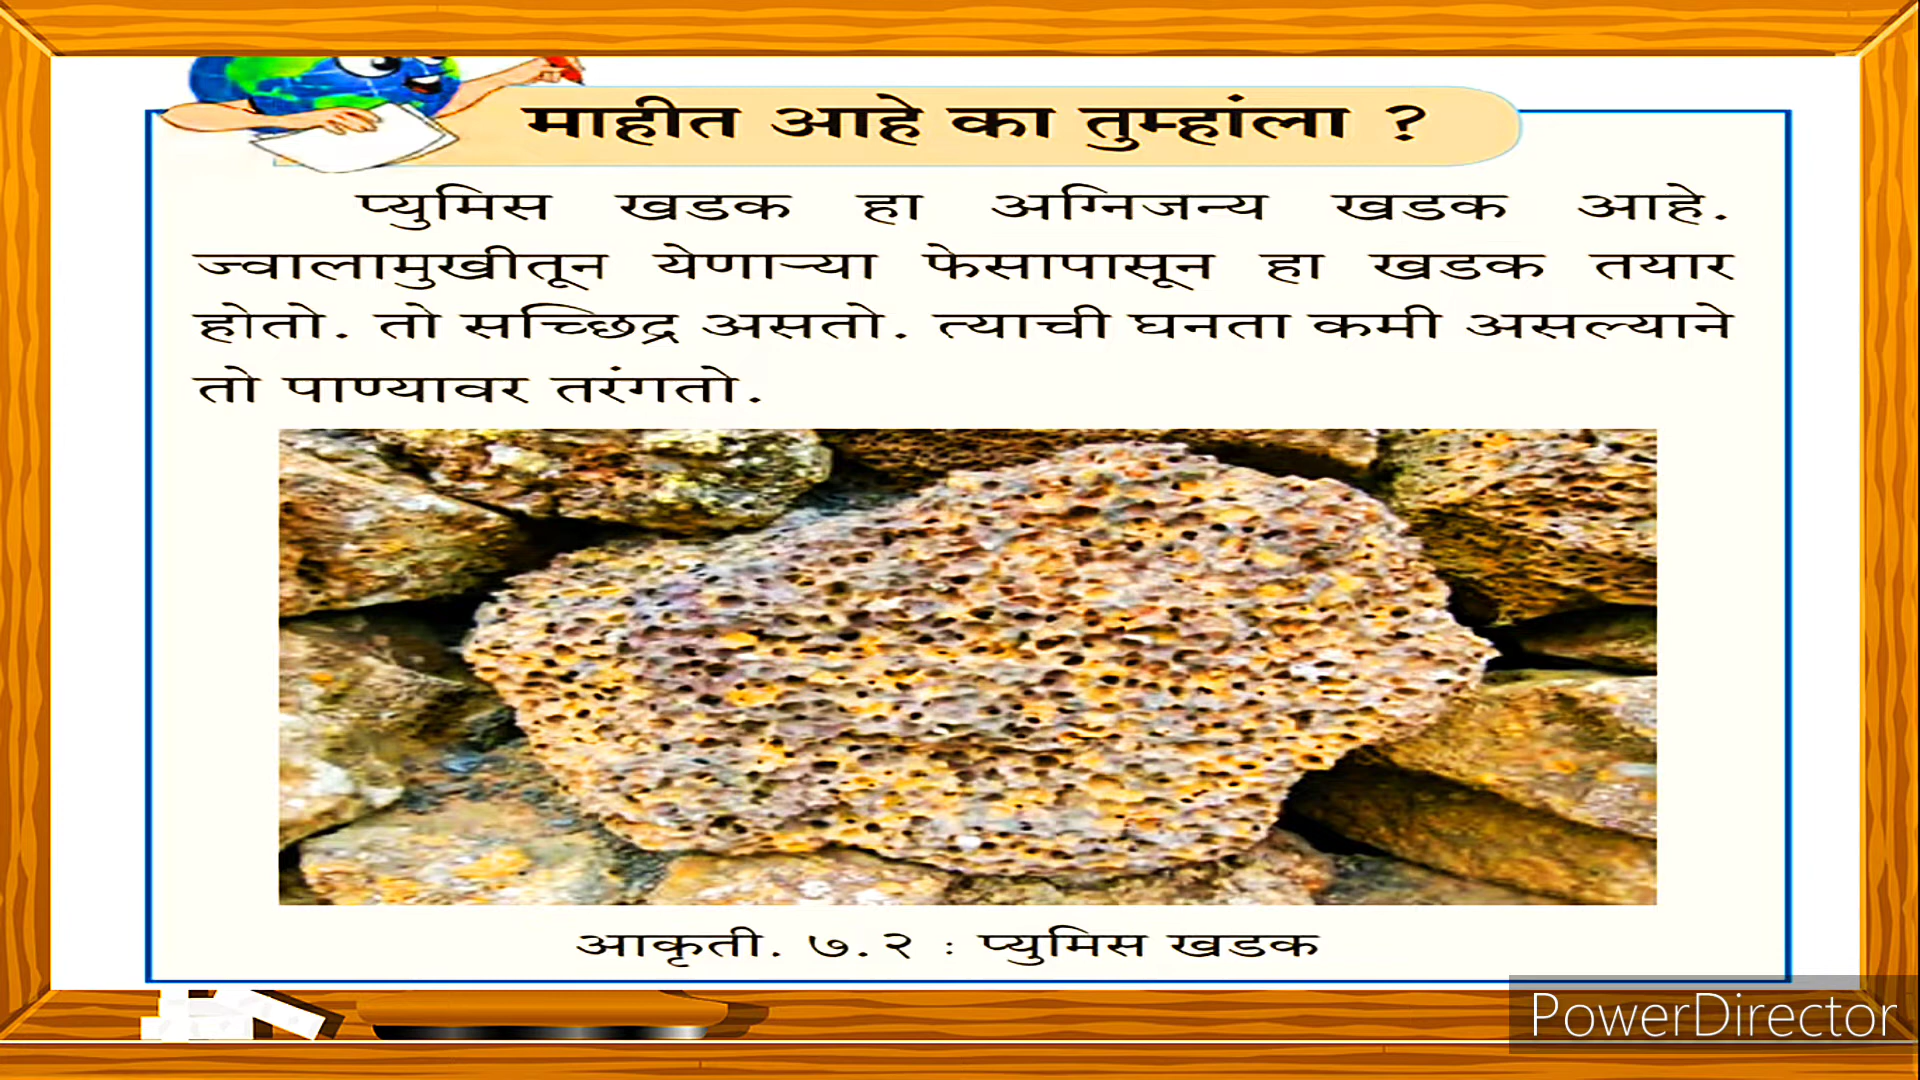 माहीत आहे का तुम्हांला ?
प्युमिस खडक हा अग्निजन्य खडक आहे.
ज्वालामुखीतून येणाऱ्या फेसापासून हा खडक तयार
होतो. तो सच्छिद्र असतो. त्याची घनता कमी असल्याने
तो पाण्यावर तरंगतो.
आकृती. ७.२ : प्युमिस खडक
PowerDirector